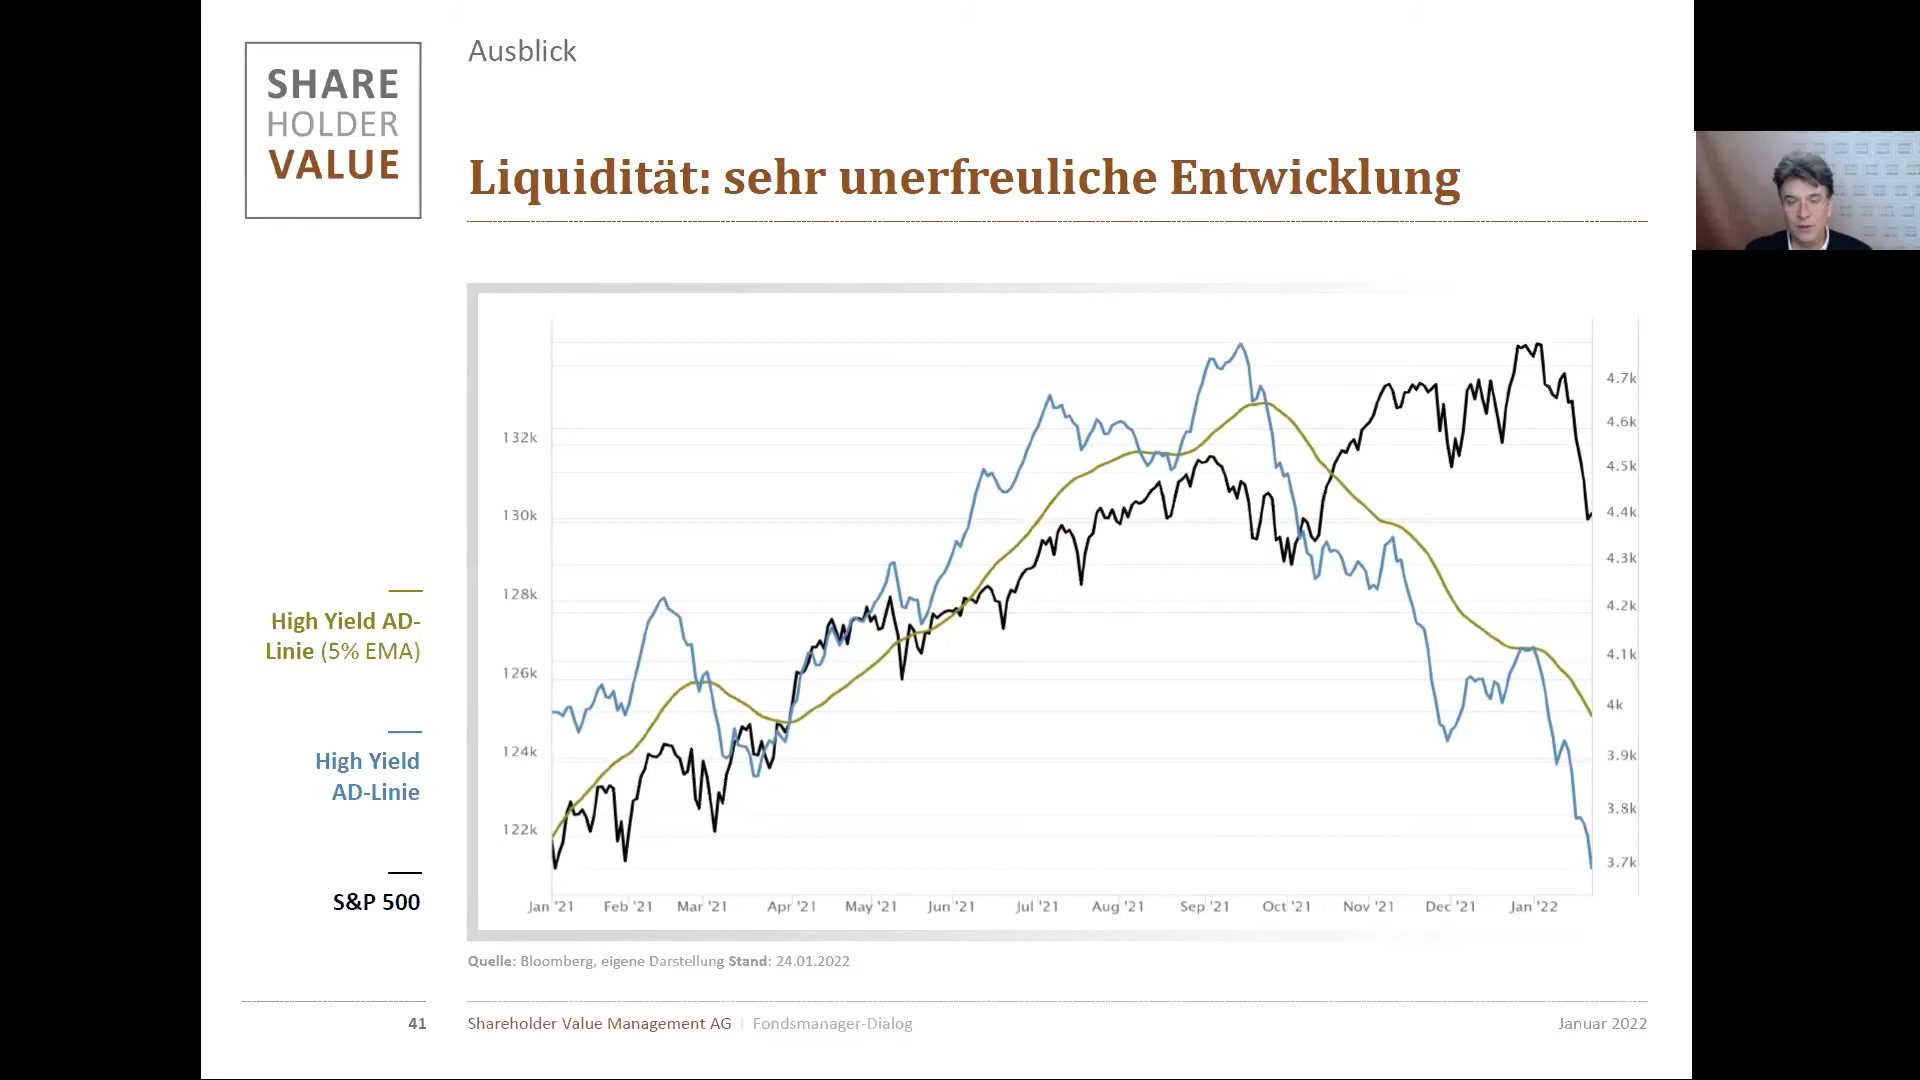 SHARE
HOLDER
VALUE
Ausblick
Liquidität: sehr unerfreuliche Entwicklung
High Yield AD-
Linie (5% EMA)
High Yield
AD-Linie
S&P 500
132k
130k
128k
126k
124k
122k
4.7k
4.6k
4.5k
4.4k
4.3k
4.2k
4.1k
4k
3.9k
3.8k
3.7k
Jan '21 Feb '21 Mar '21 Apr '21 May '21 Jun '21 Jul '21 Aug '21 Sep '21 Oct '21 Nov '21 Dec '21 Jan '22
Quelle: Bloomberg, eigene Darstellung Stand: 24.01.2022
41 Shareholder Value Management AG | Fondsmanager-Dialog Januar 2022